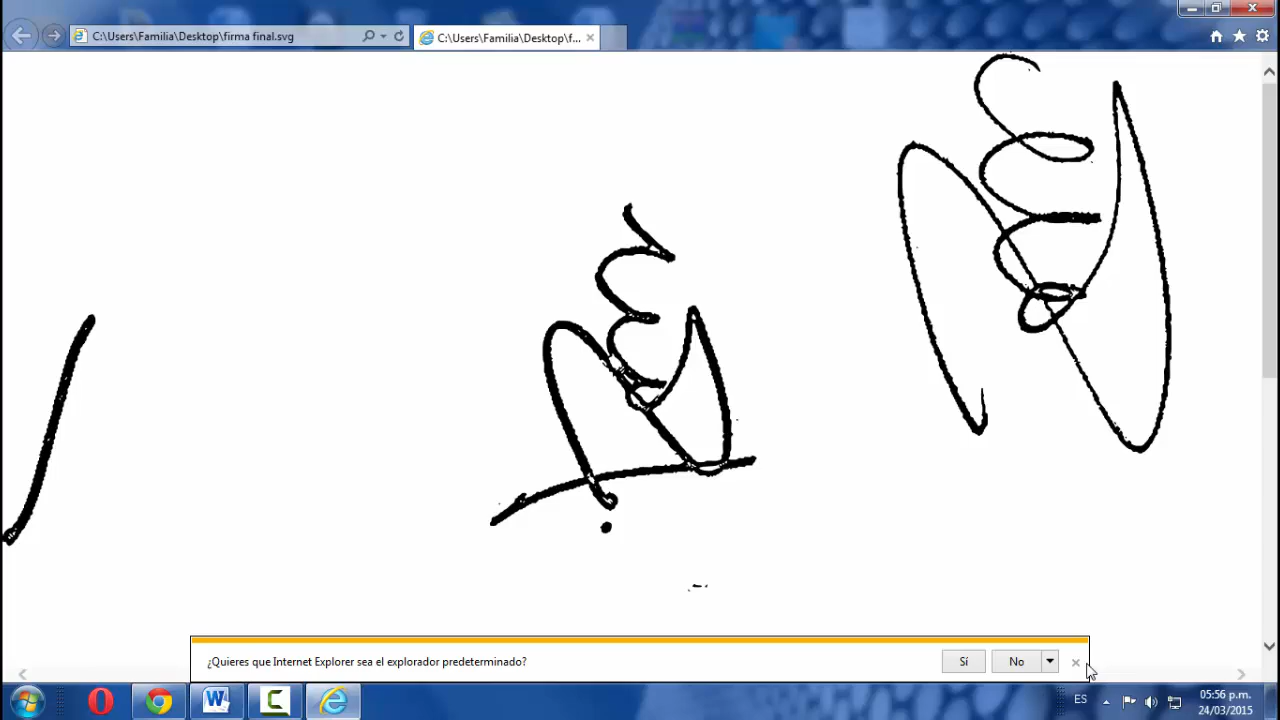 C:\Users\Familia\Desktop\firma final.svg
C:\Users\Familia\Desktop\f...
¿Quieres que Internet Explorer sea el explorador predeterminado?
Sí
No
ES
05:56 p.m.
24/03/2015